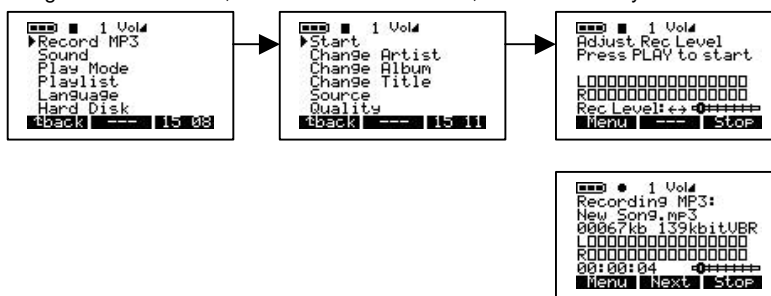 1 Vol
Record MP3
Sound
Play Mode
Playlist
Language
Hard Disk
back --- 15 08
1 Vol
Start
Change Artist
Change Album
Change Title
Source
Quality
back --- 15 11
1 Vol
Adjust Rec Level
Press PLAY to start
L
R
Rec Level:↔
Menu --- Stop
1 Vol
Recording MP3:
New Song.mp3
00067kb 139kbitVBR
L
R
00:00:04
Menu Next Stop